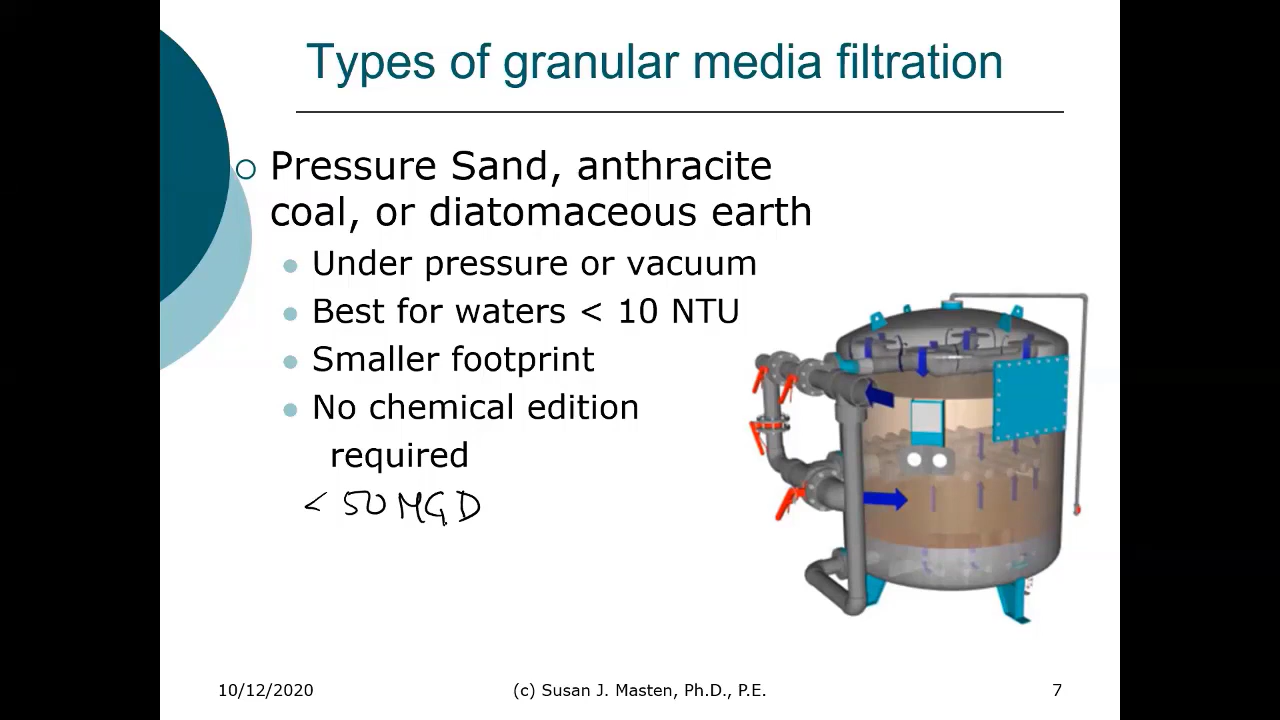 Types of granular media filtration
Pressure Sand, anthracite
coal, or diatomaceous earth
Under pressure or vacuum
Best for waters < 10 NTU
Smaller footprint
No chemical edition
required
< 50 MGD
10/12/2020
(c) Susan J. Masten, Ph.D., P.E.
7